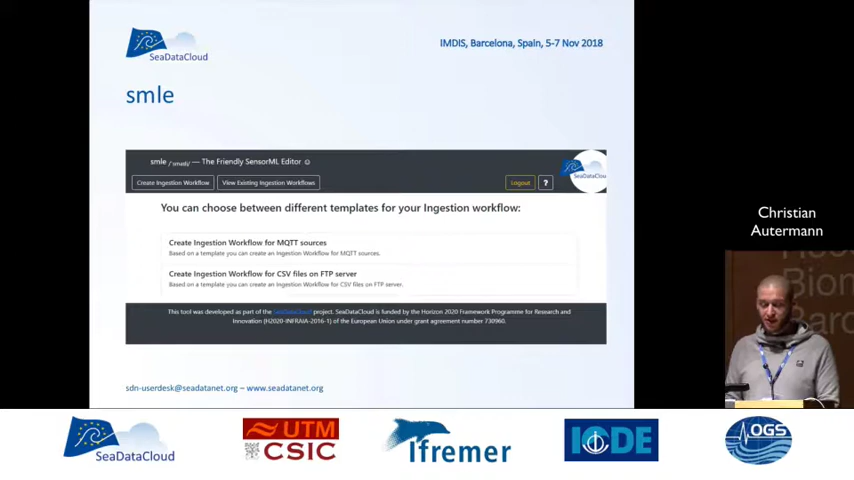 SeaDataCloud
IMDIS, Barcelona, Spain, 5-7 Nov 2018
smle
smle /'smaɪli/ — The Friendly SensorML Editor ☺
Create Ingestion Workflow
View Existing Ingestion Workflows
Logout
?
SeaDataCloud
You can choose between different templates for your Ingestion workflow:
Create Ingestion Workflow for MQTT sources
Based on a template you can create an Ingestion Workflow for MQTT sources.
Create Ingestion Workflow for CSV files on FTP server
Based on a template you can create an Ingestion Workflow for CSV files on FTP server.
This tool was developed as part of the SeaDataCloud project. SeaDataCloud is funded by the Horizon 2020 Framework Programme for Research and
Innovation (H2020-INFRAIA-2016-1) of the European Union under grant agreement number 730960.
sdn-userdesk@seadatanet.org – www.seadatanet.org
Christian
Autermann
Biom
Barc
SeaDataCloud
UTM
CSIC
Ifremer
IODE
OGS